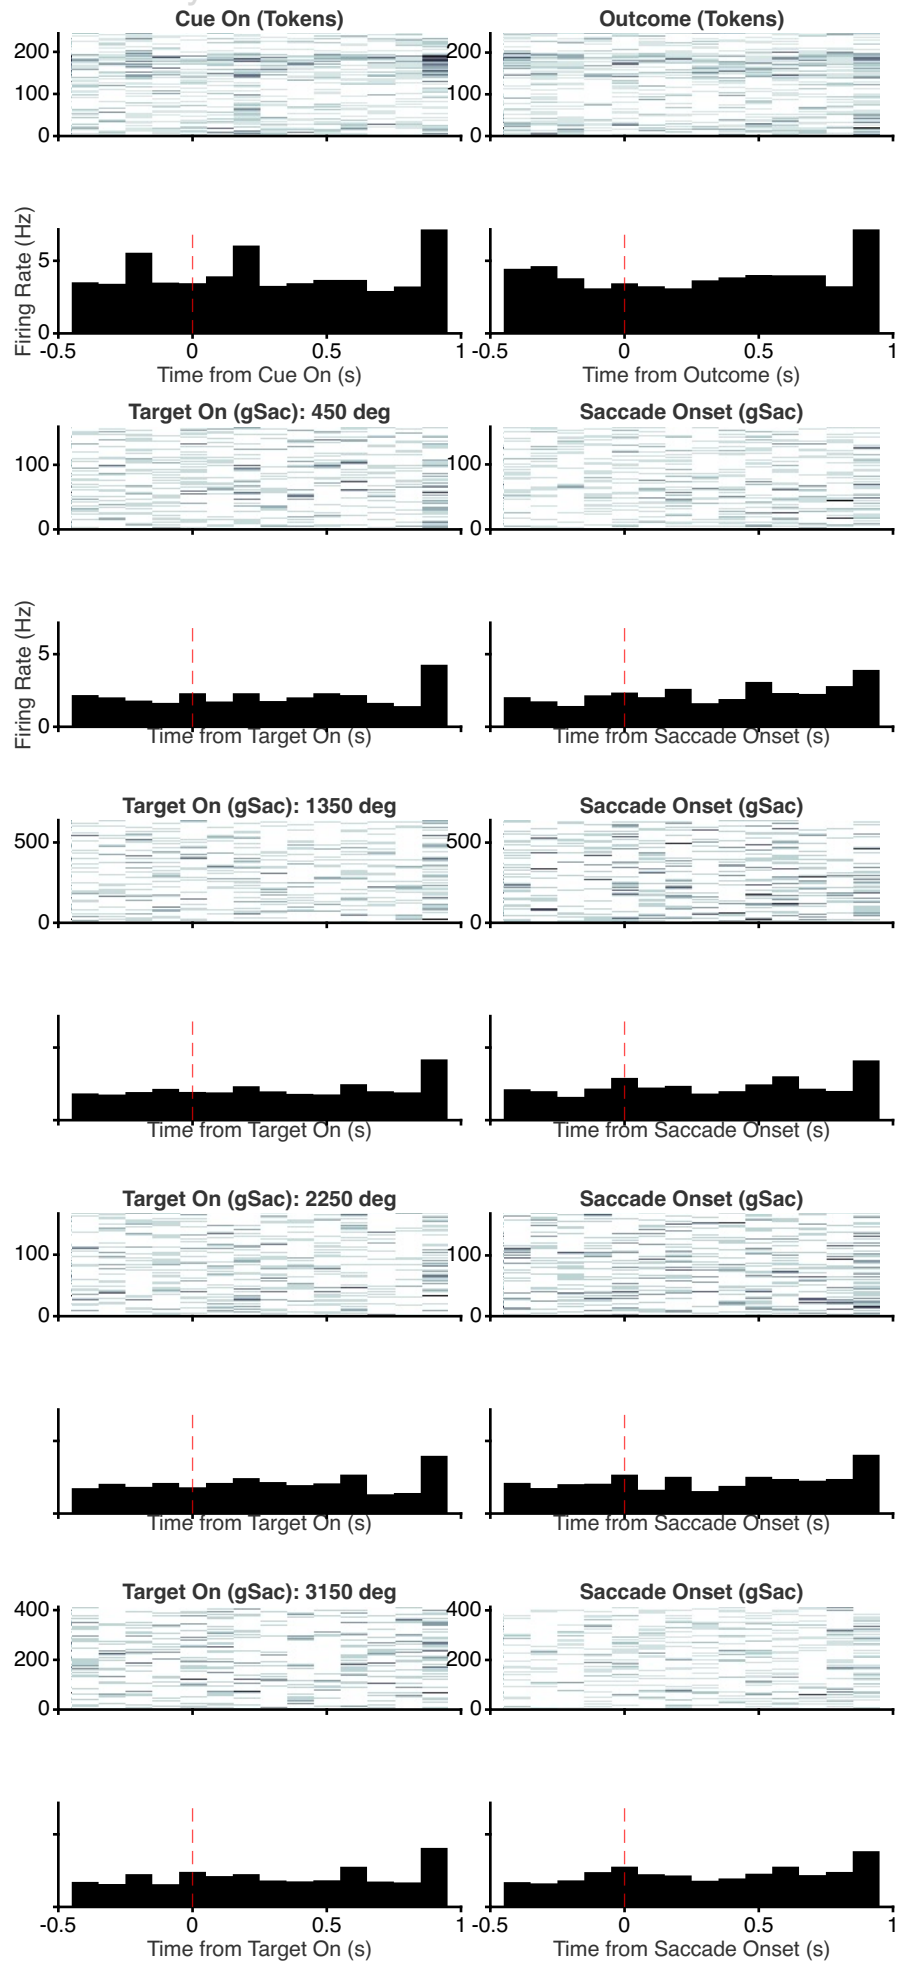 Cue On (Tokens) Outcome (Tokens)
200 200
100 100
0 0
Firing Rate (Hz)
5
0
-0.5 0 0.5 1 -0.5 0 0.5 1
Time from Cue On (s) Time from Outcome (s)
Target On (gSac): 450 deg Saccade Onset (gSac)
100 100
0 0
Firing Rate (Hz)
5
0
Time from Target On (s) Time from Saccade Onset (s)
Target On (gSac): 1350 deg Saccade Onset (gSac)
500 500
0 0
Time from Target On (s) Time from Saccade Onset (s)
Target On (gSac): 2250 deg Saccade Onset (gSac)
100 100
0 0
Time from Target On (s) Time from Saccade Onset (s)
Target On (gSac): 3150 deg Saccade Onset (gSac)
400 400
200 200
0 0
-0.5 0 0.5 1 -0.5 0 0.5 1
Time from Target On (s) Time from Saccade Onset (s)